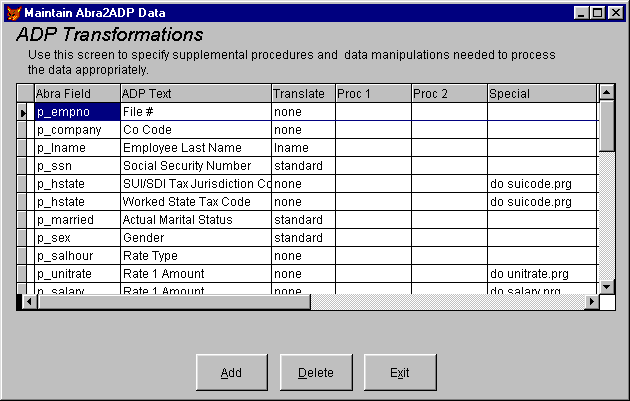 Maintain Abra2ADP Data
ADP Transformations
Use this screen to specify supplemental procedures and data manipulations needed to process
the data appropriately.
Abra Field ADP Text Translate Proc 1 Proc 2 Special
p_empno File # none
p_company Co Code none
p_lname Employee Last Name lname
p_ssn Social Security Number standard
p_hstate SUI/SDI Tax Jurisdiction Co none do suicode.prg
p_hstate Worked State Tax Code none do suicode.prg
p_married Actual Marital Status standard
p_sex Gender standard
p_salhour Rate Type none
p_unitrate Rate 1 Amount none do unitrate.prg
p_salary Rate 1 Amount none do salary.prg
Add Delete Exit